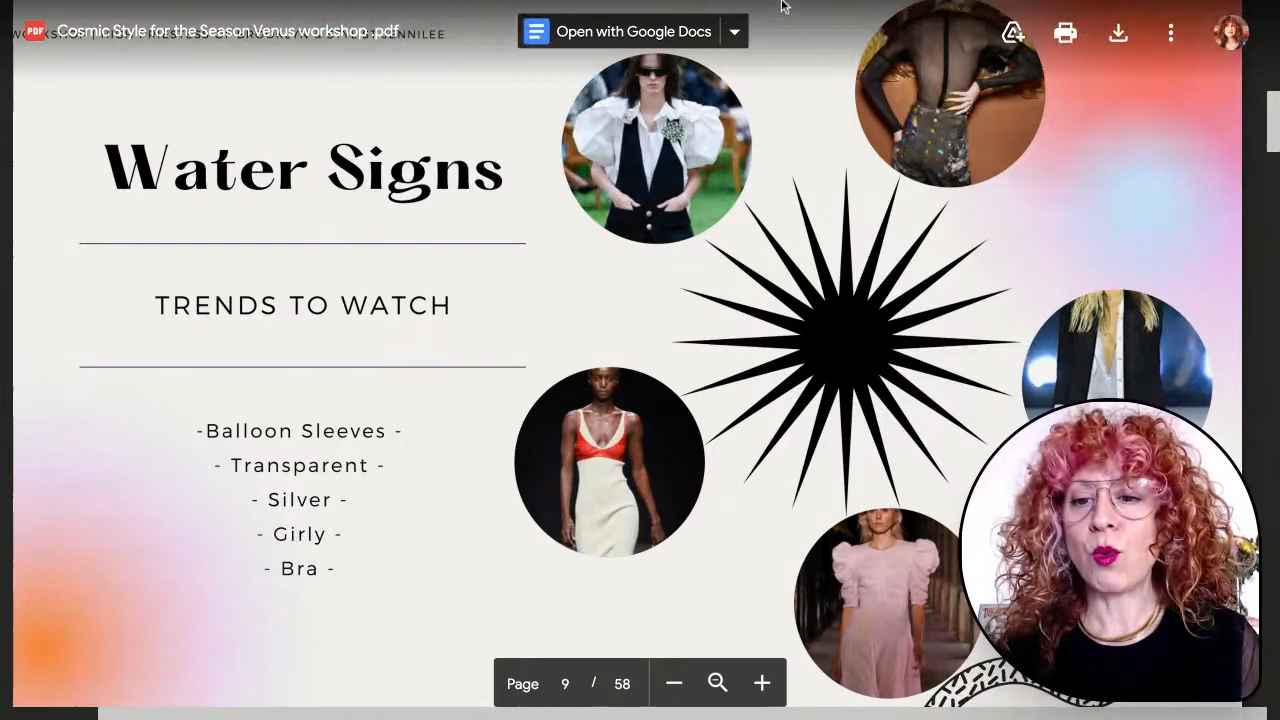 Cosmic Style for the Season Venus workshop .pdf
Open with Google Docs
Water Signs
TRENDS TO WATCH
-Balloon Sleeves -
- Transparent -
- Silver -
- Girly -
- Bra -
Page 9 / 58